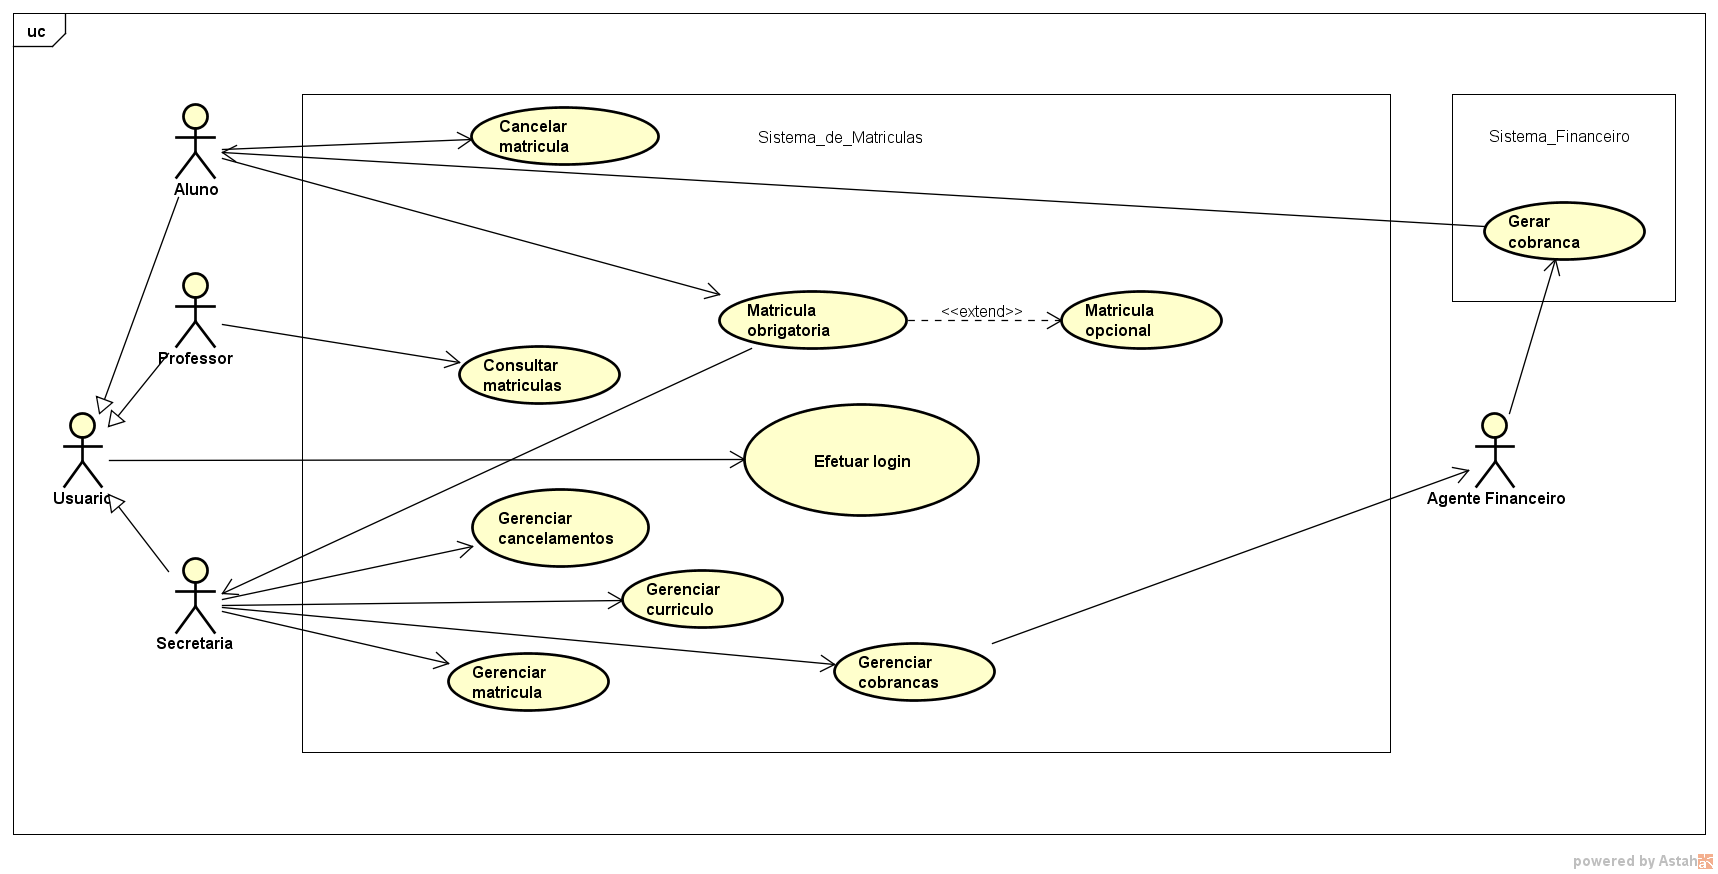 uc
Cancelar
matricula
Sistema_de_Matriculas
Sistema_Financeiro
Aluno
Gerar
cobranca
Matricula
obrigatoria
<<extend>>
Matricula
opcional
Professor
Consultar
matriculas
Efetuar login
Usuario
Agente Financeiro
Gerenciar
cancelamentos
Gerenciar
curriculo
Secretaria
Gerenciar
cobrancas
Gerenciar
matricula
powered by Astah